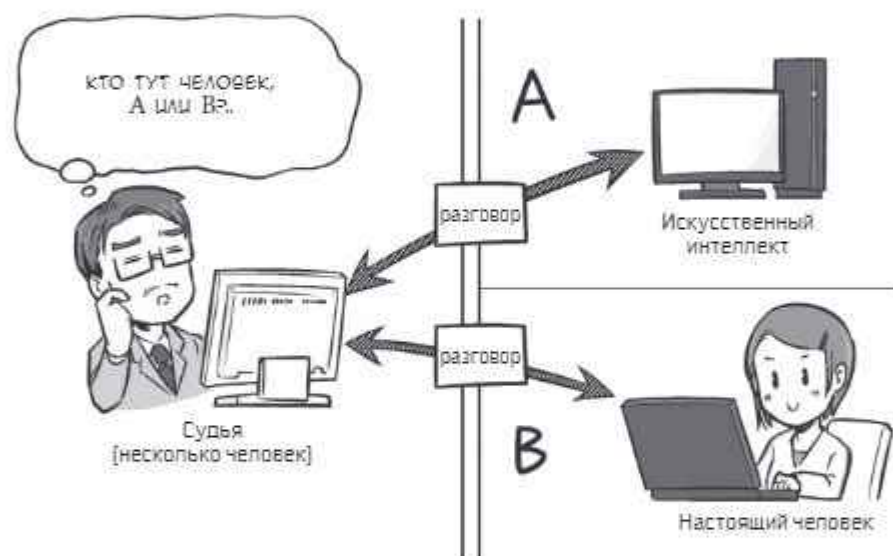 КТО ТУТ ЧЕЛОВЕК,
А ИЛИ В?..
A
разговор
Искусственный
интеллект
разговор
Судья
(несколько человек)
B
Настоящий человек